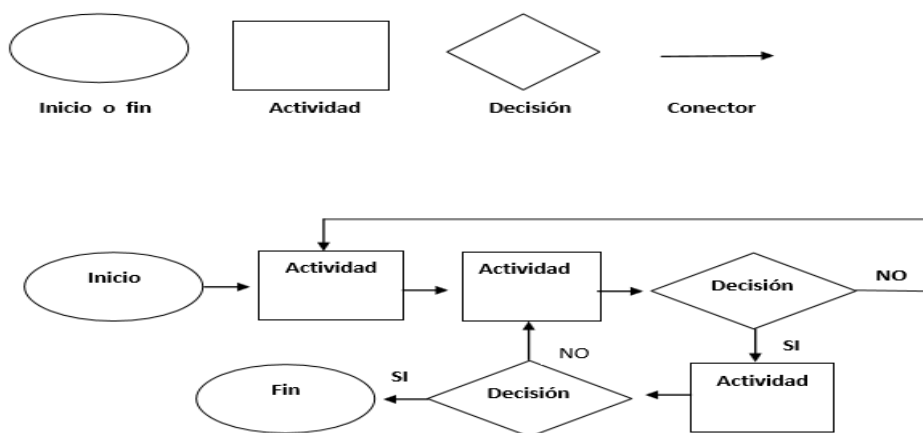 Inicio o fin
Actividad
Decisión
Conector
Inicio
Actividad
Actividad
Decisión
NO
SI
NO
Actividad
Decisión
SI
Fin